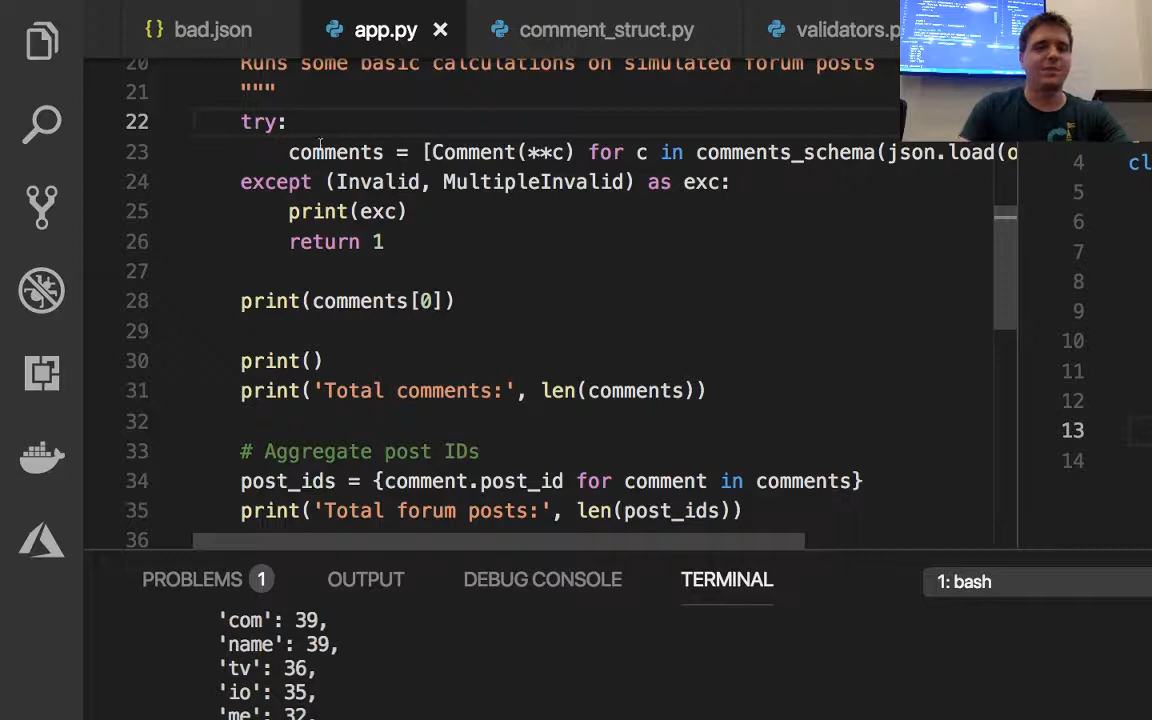 bad.json app.py comment_struct.py validators.p
20 Runs some basic calculations on simulated forum posts
21 """
22 try:
23 comments = [Comment(**c) for c in comments_schema(json.load(o
24 except (Invalid, MultipleInvalid) as exc:
25 print(exc)
26 return 1
27
28 print(comments[0])
29
30 print()
31 print('Total comments:', len(comments))
32
33 # Aggregate post IDs
34 post_ids = {comment.post_id for comment in comments}
35 print('Total forum posts:', len(post_ids))
36
4 cl
5
6
7
8
9
10
11
12
13
14
PROBLEMS 1 OUTPUT DEBUG CONSOLE TERMINAL 1: bash
'com': 39,
'name': 39,
'tv': 36,
'io': 35,
'me': 32,